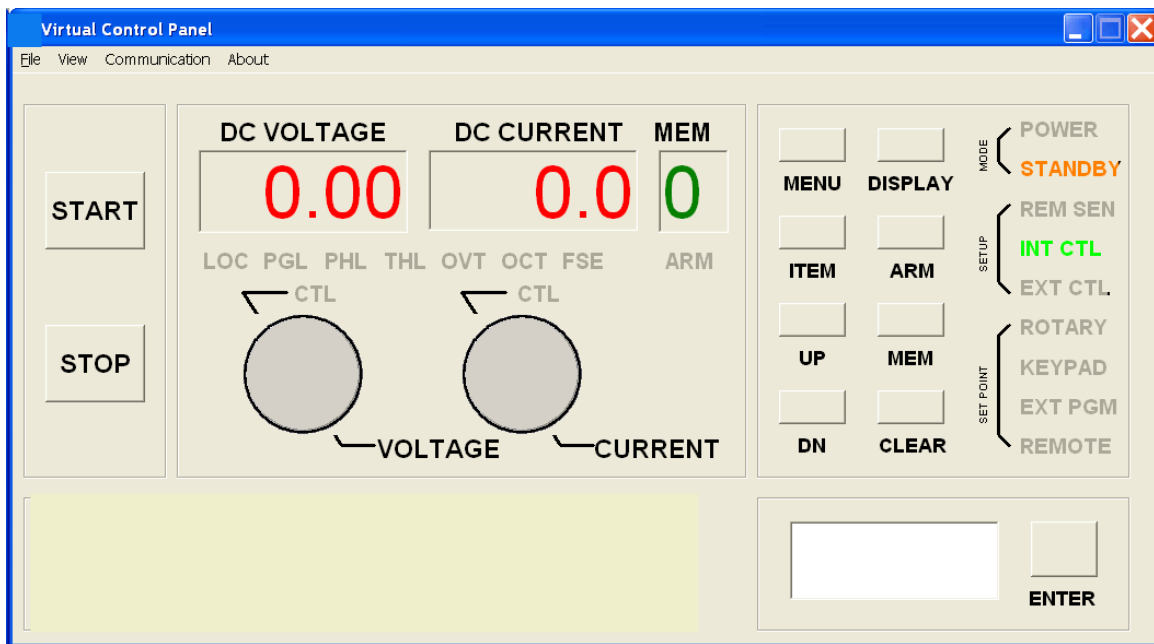 Virtual Control Panel
File View Communication About
START
STOP
DC VOLTAGE DC CURRENT MEM
0.00 0.0 0
LOC PGL PHL THL OVT OCT FSE ARM
CTL CTL
VOLTAGE CURRENT
MENU DISPLAY
ITEM ARM
UP MEM
DN CLEAR
MODE
POWER
STANDBY
SETUP
REM SEN
INT CTL
EXT CTL
SET POINT
ROTARY
KEYPAD
EXT PGM
REMOTE
ENTER